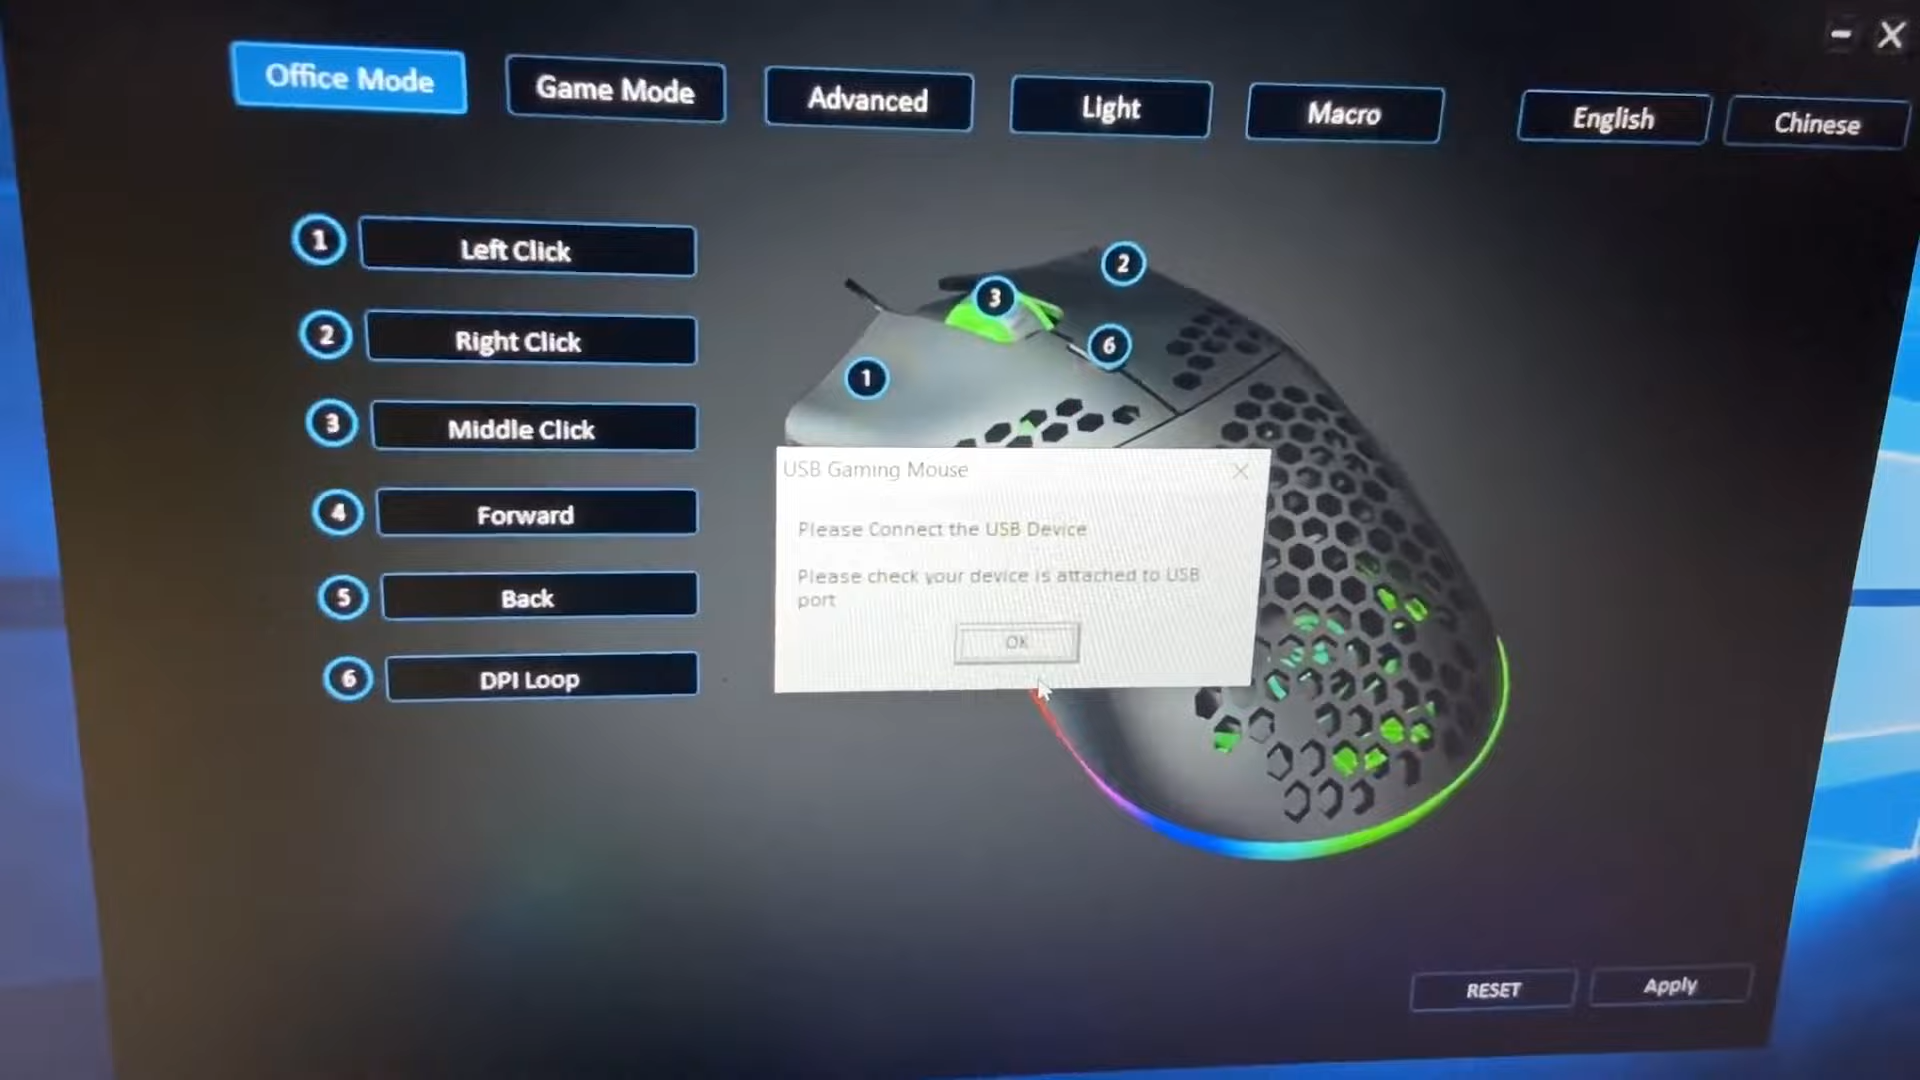 Office Mode
Game Mode
Advanced
Light
Macro
English
Chinese
1 Left Click
2 Right Click
3 Middle Click
4 Forward
5 Back
6 DPI Loop
2
3
6
1
USB Gaming Mouse
Please Connect the USB Device
Please check your device is attached to USB
port
OK
RESET
Apply